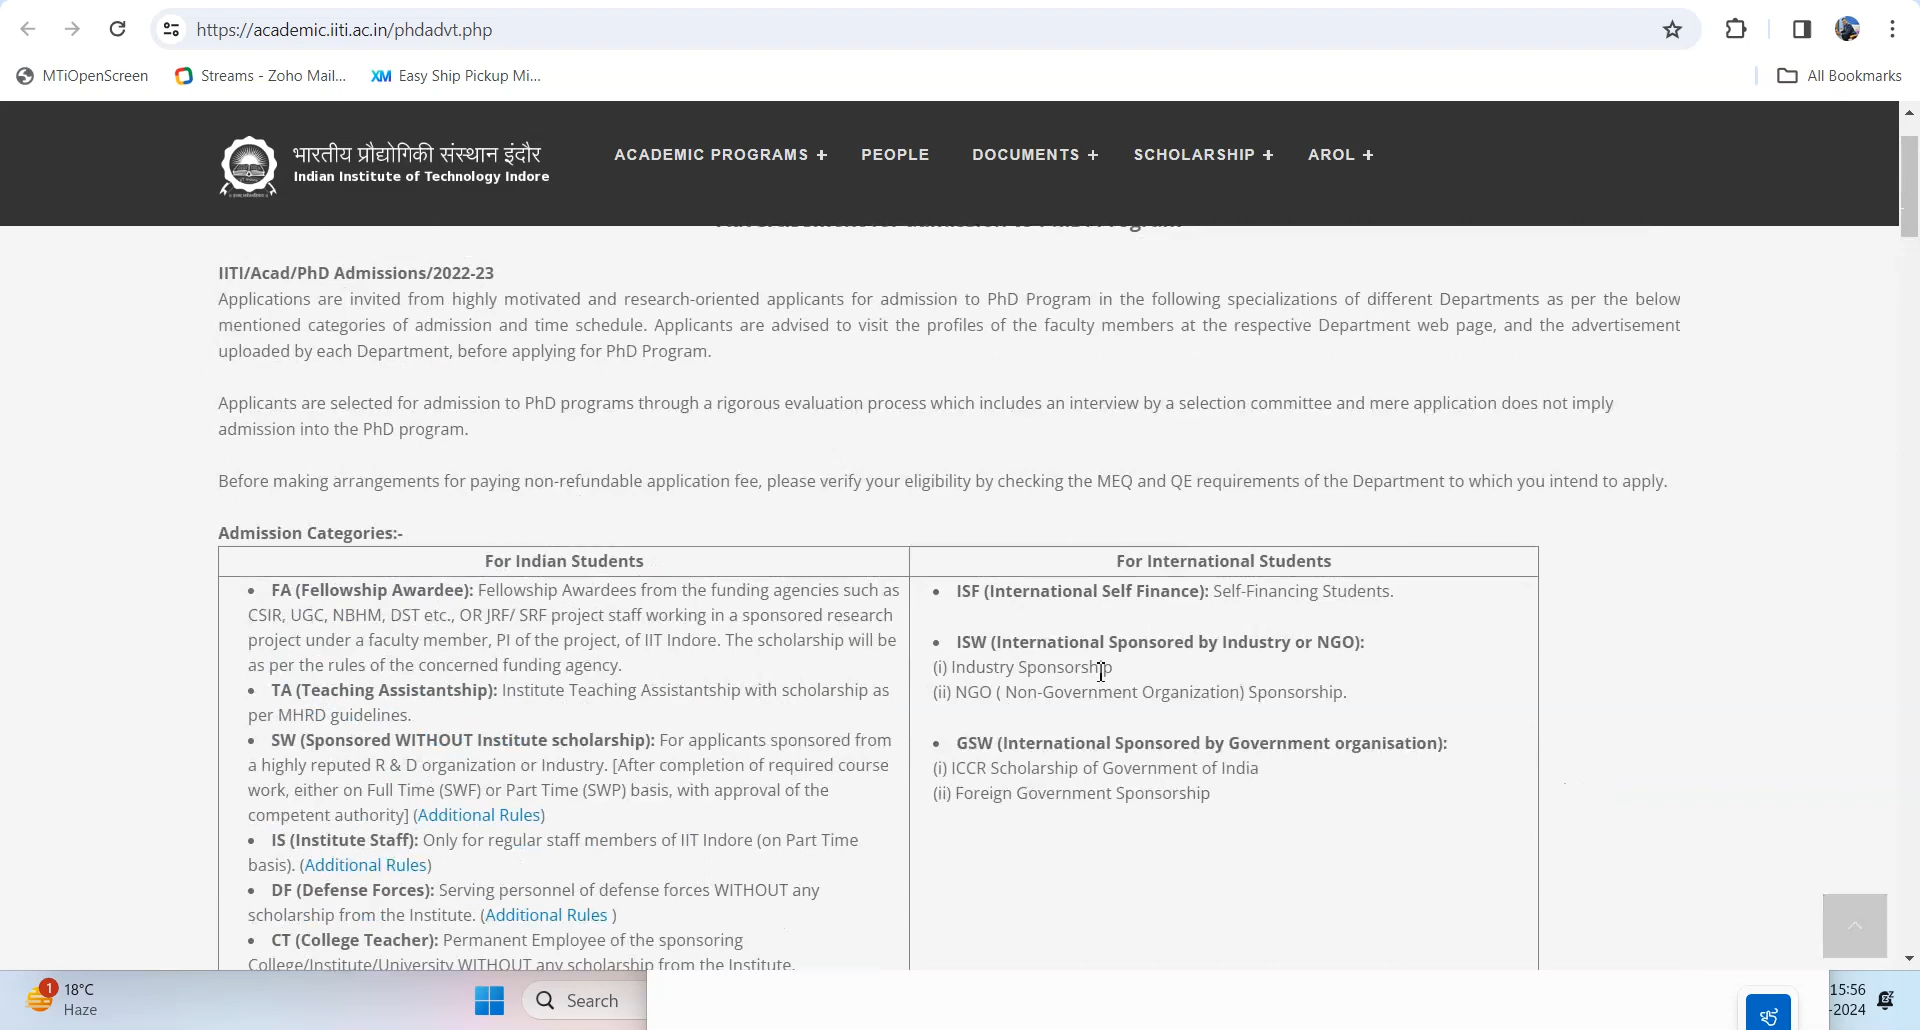 https://academic.iiti.ac.in/phdadvt.php
MTiOpenScreen
Streams - Zoho Mail...
XM Easy Ship Pickup Mi...
All Bookmarks
भारतीय प्रौद्योगिकी संस्थान इंदौर
Indian Institute of Technology Indore
ACADEMIC PROGRAMS +
PEOPLE
DOCUMENTS +
SCHOLARSHIP +
AROL +
IITI/Acad/PhD Admissions/2022-23
Applications are invited from highly motivated and research-oriented applicants for admission to PhD Program in the following specializations of different Departments as per the below
mentioned categories of admission and time schedule. Applicants are advised to visit the profiles of the faculty members at the respective Department web page, and the advertisement
uploaded by each Department, before applying for PhD Program.
Applicants are selected for admission to PhD programs through a rigorous evaluation process which includes an interview by a selection committee and mere application does not imply
admission into the PhD program.
Before making arrangements for paying non-refundable application fee, please verify your eligibility by checking the MEQ and QE requirements of the Department to which you intend to apply.
Admission Categories:-
For Indian Students
• FA (Fellowship Awardee): Fellowship Awardees from the funding agencies such as
CSIR, UGC, NBHM, DST etc., OR JRF/ SRF project staff working in a sponsored research
project under a faculty member, PI of the project, of IIT Indore. The scholarship will be
as per the rules of the concerned funding agency.
• TA (Teaching Assistantship): Institute Teaching Assistantship with scholarship as
per MHRD guidelines.
• SW (Sponsored WITHOUT Institute scholarship): For applicants sponsored from
a highly reputed R & D organization or Industry. [After completion of required course
work, either on Full Time (SWF) or Part Time (SWP) basis, with approval of the
competent authority] (Additional Rules)
• IS (Institute Staff): Only for regular staff members of IIT Indore (on Part Time
basis). (Additional Rules)
• DF (Defense Forces): Serving personnel of defense forces WITHOUT any
scholarship from the Institute. (Additional Rules )
• CT (College Teacher): Permanent Employee of the sponsoring
College/Institute/University WITHOUT any scholarship from the Institute.
For International Students
• ISF (International Self Finance): Self-Financing Students.
• ISW (International Sponsored by Industry or NGO):
(i) Industry Sponsorship
(ii) NGO ( Non-Government Organization) Sponsorship.
• GSW (International Sponsored by Government organisation):
(i) ICCR Scholarship of Government of India
(ii) Foreign Government Sponsorship
1
18°C
Haze
Search
15:56
-2024